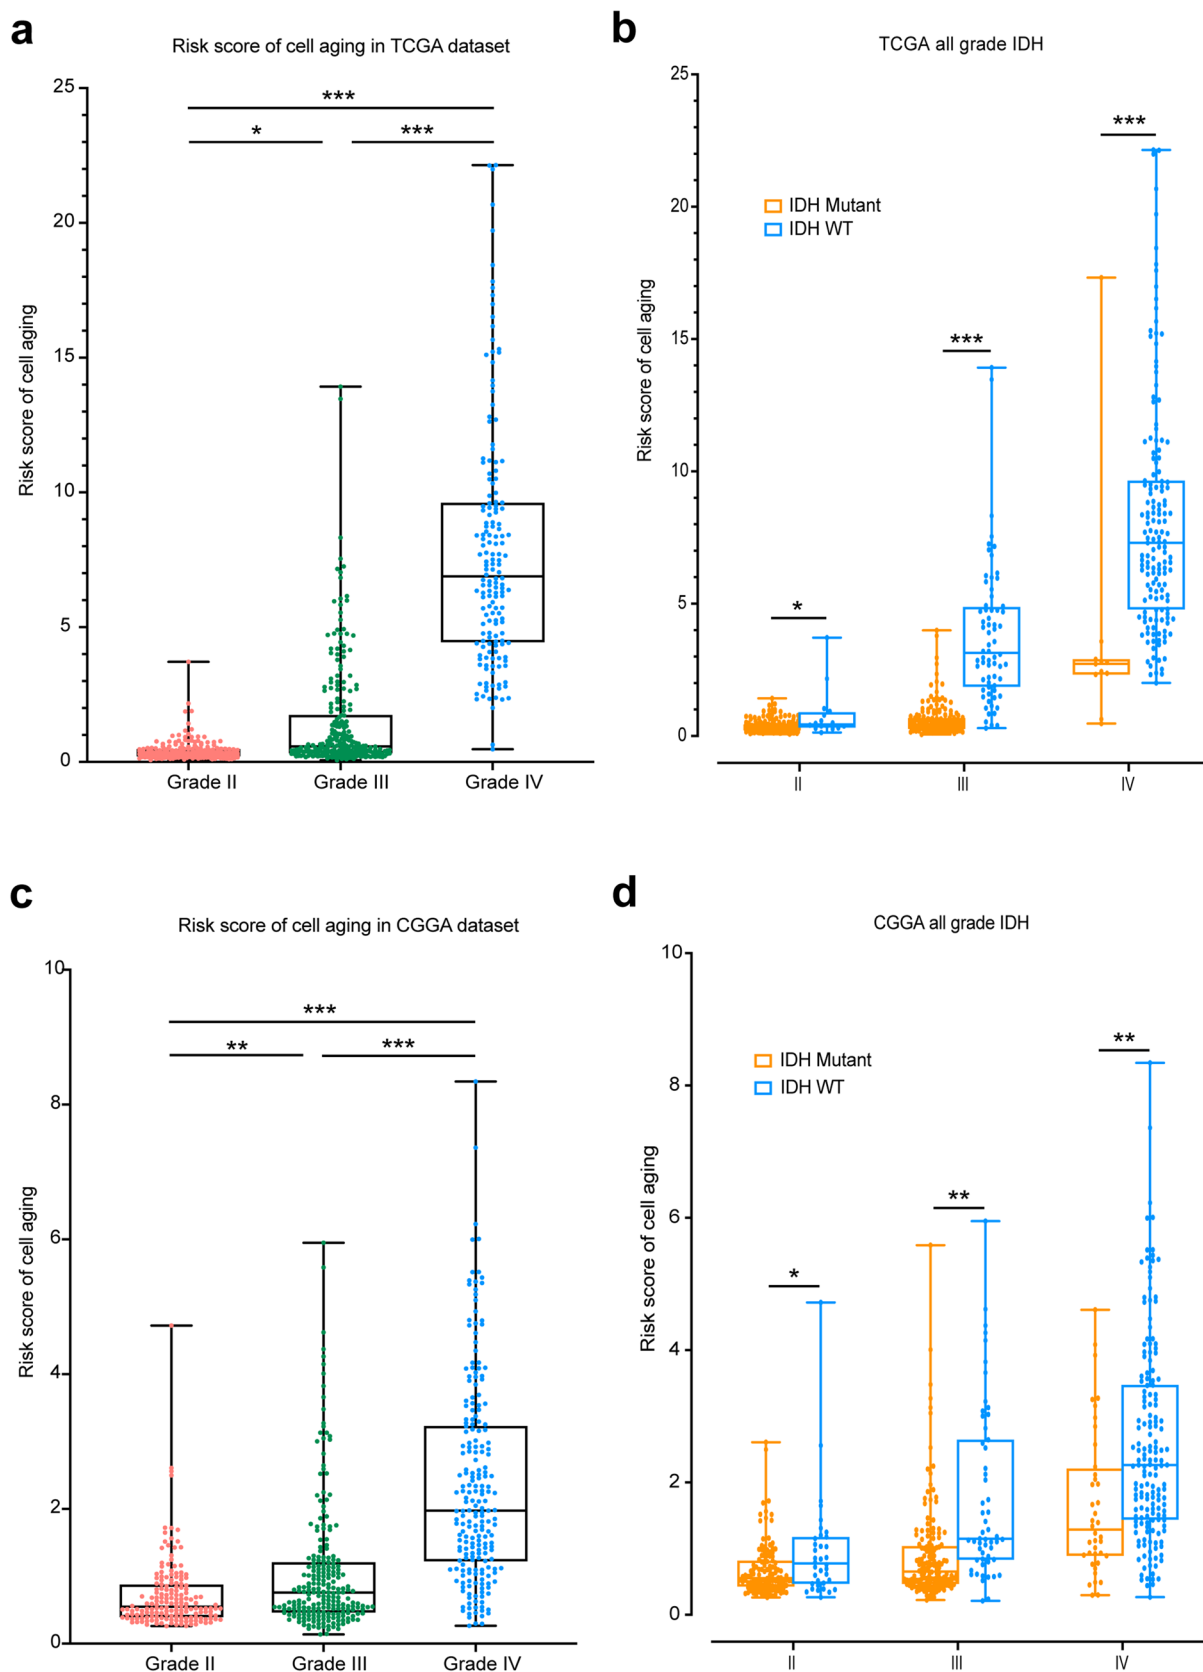 a
Risk score of cell aging in TCGA dataset
25
20
15
10
5
0
Risk score of cell aging
***
*
***
Grade II
Grade III
Grade IV
b
TCGA all grade IDH
25
20
15
10
5
0
Risk score of cell aging
IDH Mutant
IDH WT
*
***
***
II
III
IV
c
Risk score of cell aging in CGGA dataset
10
8
6
4
2
0
Risk score of cell aging
***
**
***
Grade II
Grade III
Grade IV
d
CGGA all grade IDH
10
8
6
4
2
0
Risk score of cell aging
IDH Mutant
IDH WT
*
**
**
II
III
IV